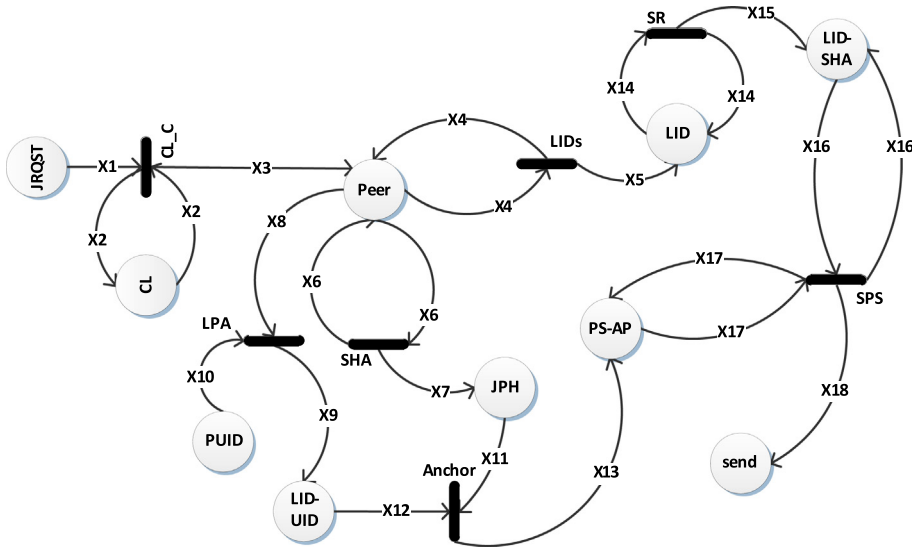 SR
X15
LID-
SHA
X14
X14
LID
X4
LIDs
CL_C
JRQST
X1
X3
X5
X16
X16
Peer
X4
X2
X2
X8
CL
X17
X6
X6
LPA
SHA
PS-AP
X17
SPS
X10
X7
JPH
X18
X9
PUID
X11
Anchor
X13
send
LID-
UID
X12